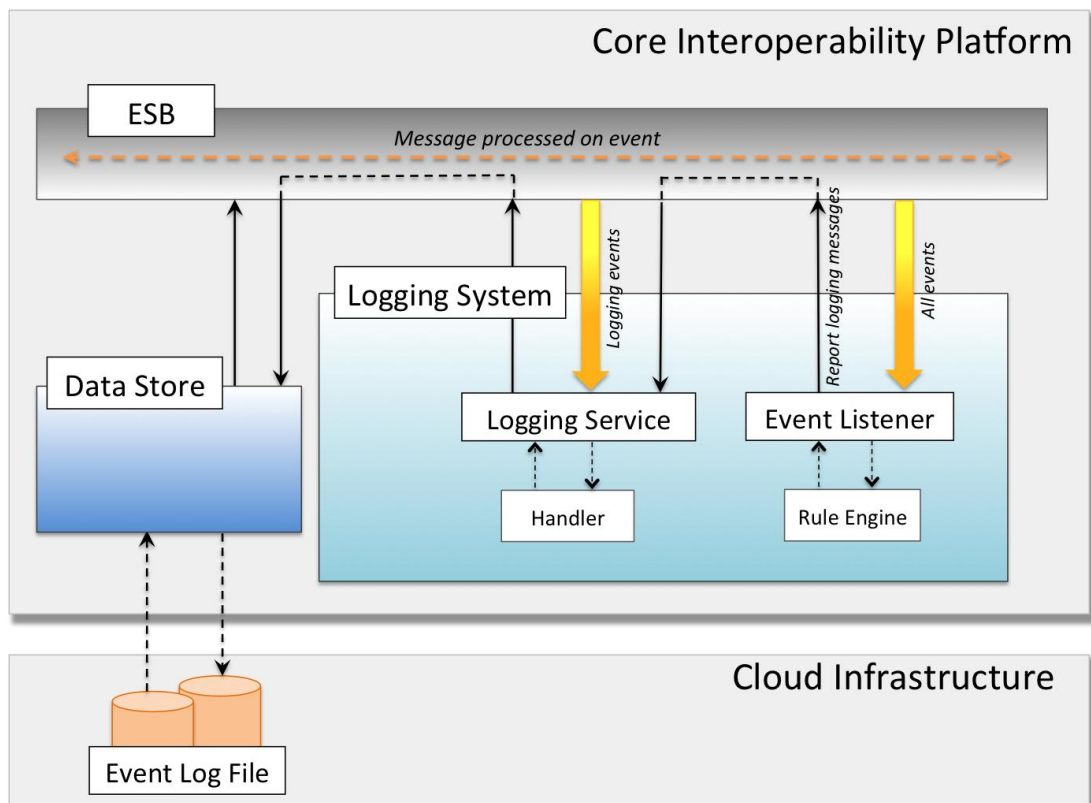 Core Interoperability Platform
ESB
Message processed on event
Logging events
Report logging messages
All events
Logging System
Data Store
Logging Service
Event Listener
Handler
Rule Engine
Cloud Infrastructure
Event Log File